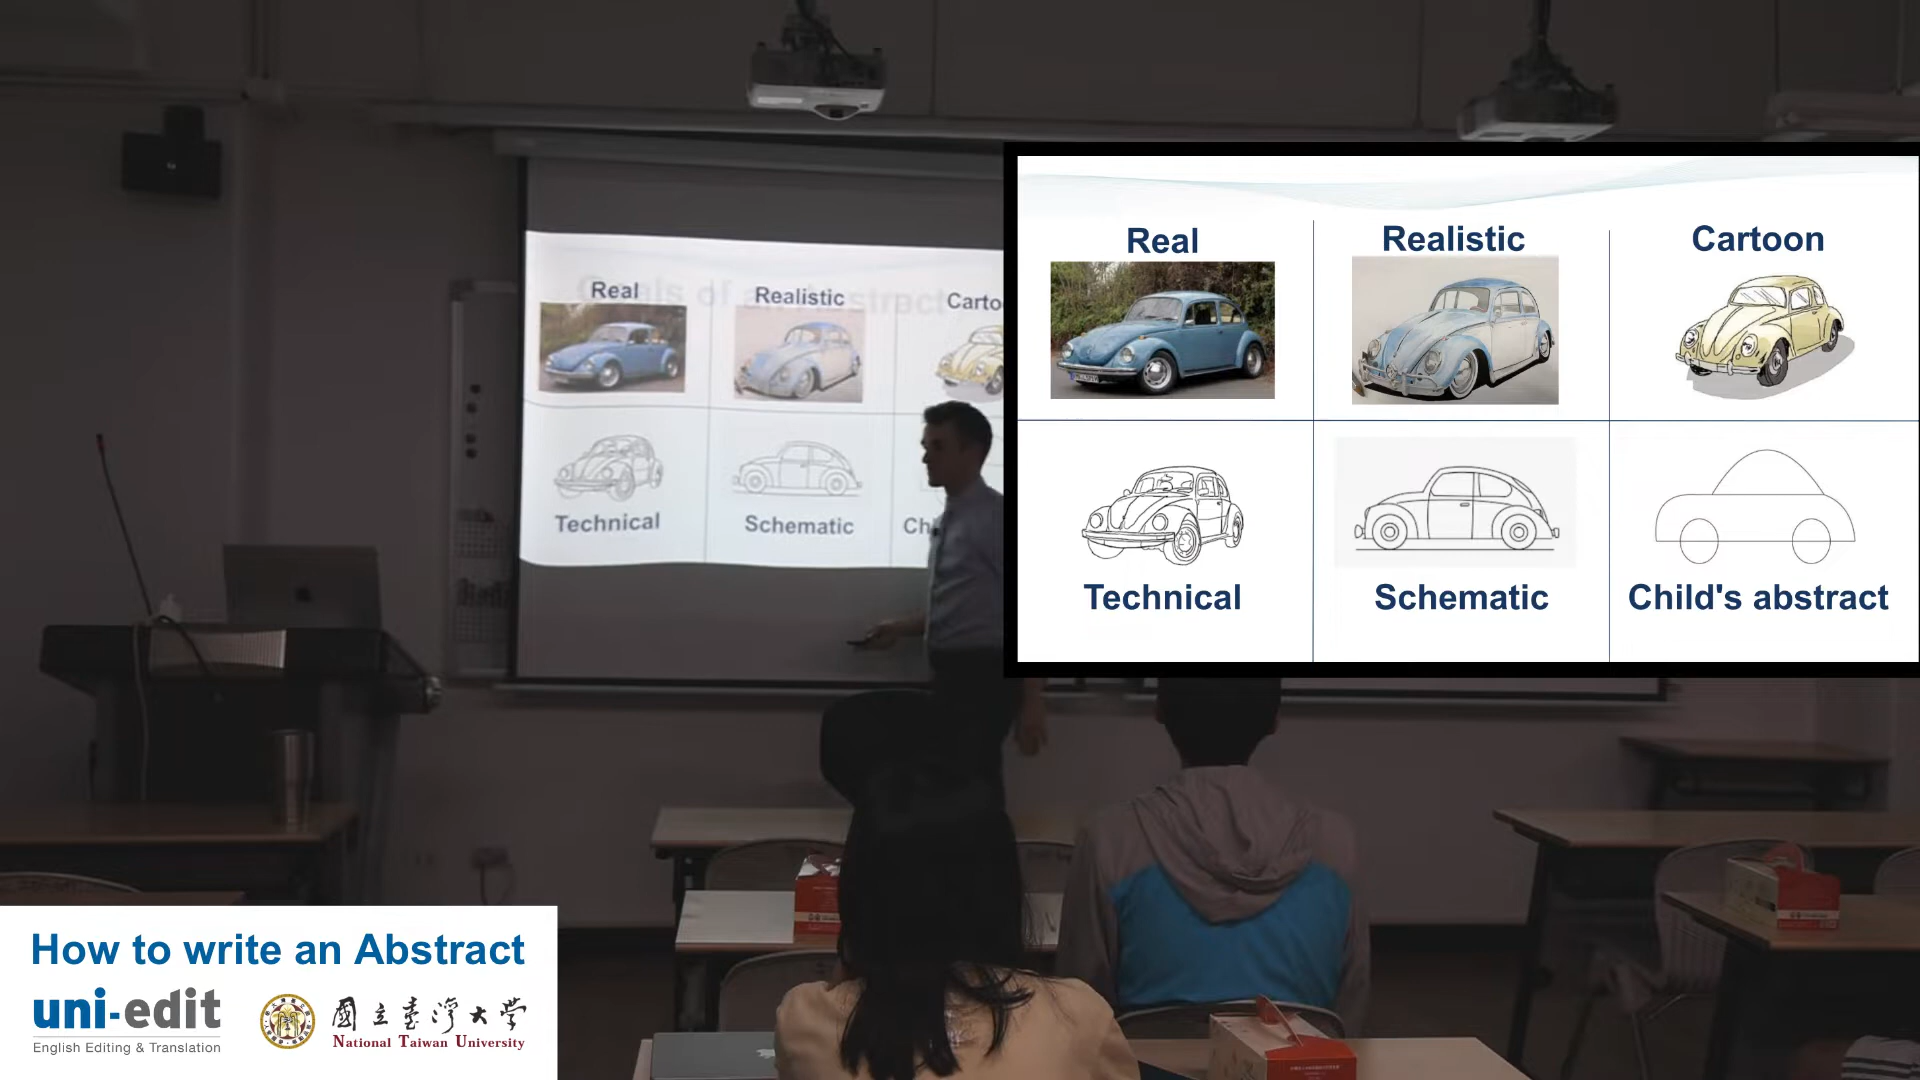 Real
Realistic
Cartoon
Technical
Schematic
Child's abstract
Real
Realistic
Carto
Technical
Schematic
Ch
How to write an Abstract
uni-edit
English Editing & Translation
國立臺灣大學
National Taiwan University